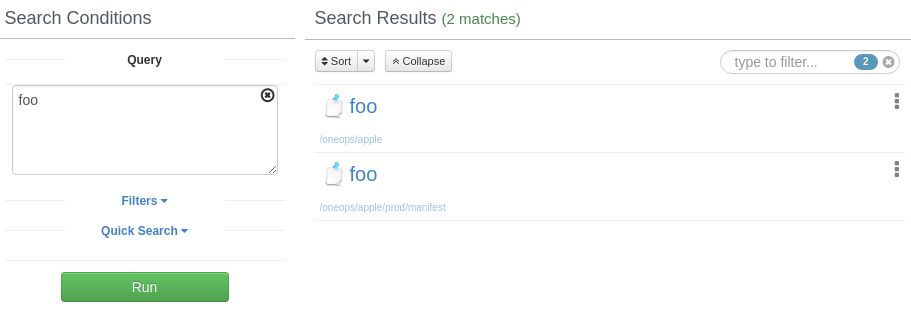 Search Conditions
Query
foo
Filters
Quick Search
Run
Search Results (2 matches)
Sort
Collapse
type to filter...
2
foo
/oneops/apple
foo
/oneops/apple/prod/manifest